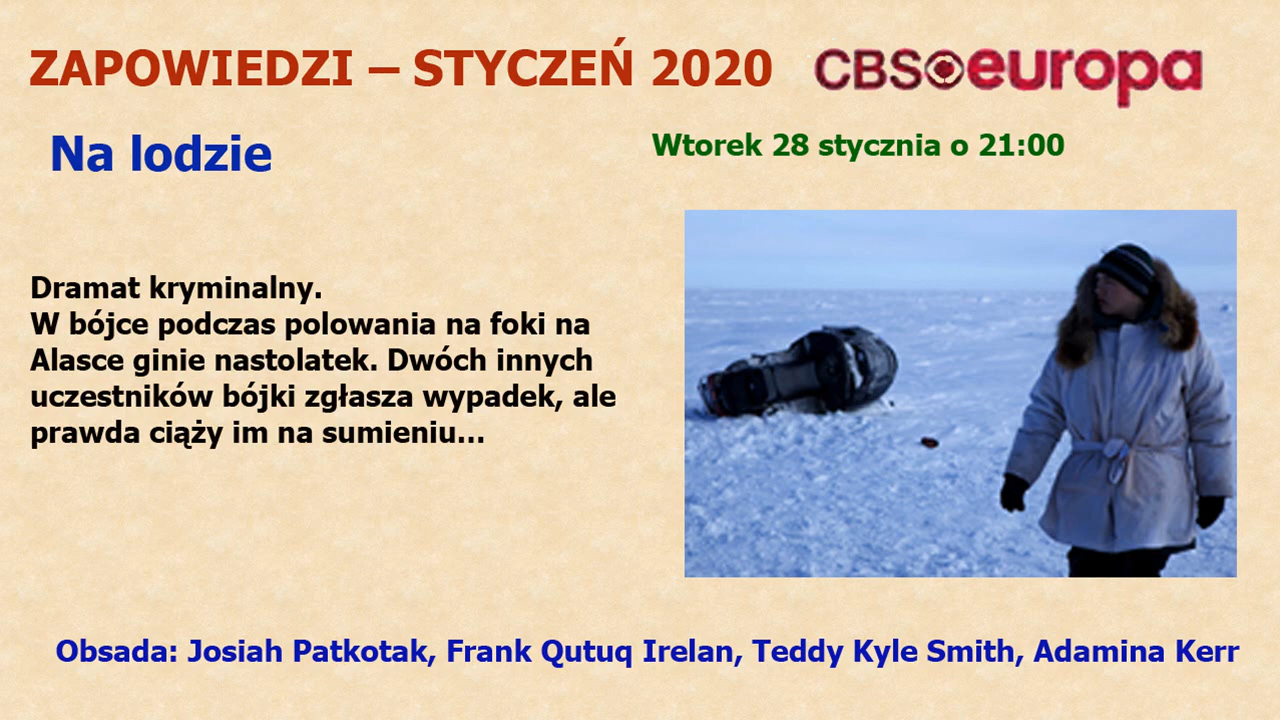 ZAPOWIEDZI – STYCZEŃ 2020
CBS europa
Na lodzie
Wtorek 28 stycznia o 21:00
Dramat kryminalny.
W bójce podczas polowania na foki na
Alasce ginie nastolatek. Dwóch innych
uczestników bójki zgłasza wypadek, ale
prawda ciąży im na sumieniu...
Obsada: Josiah Patkotak, Frank Qutuq Irelan, Teddy Kyle Smith, Adamina Kerr